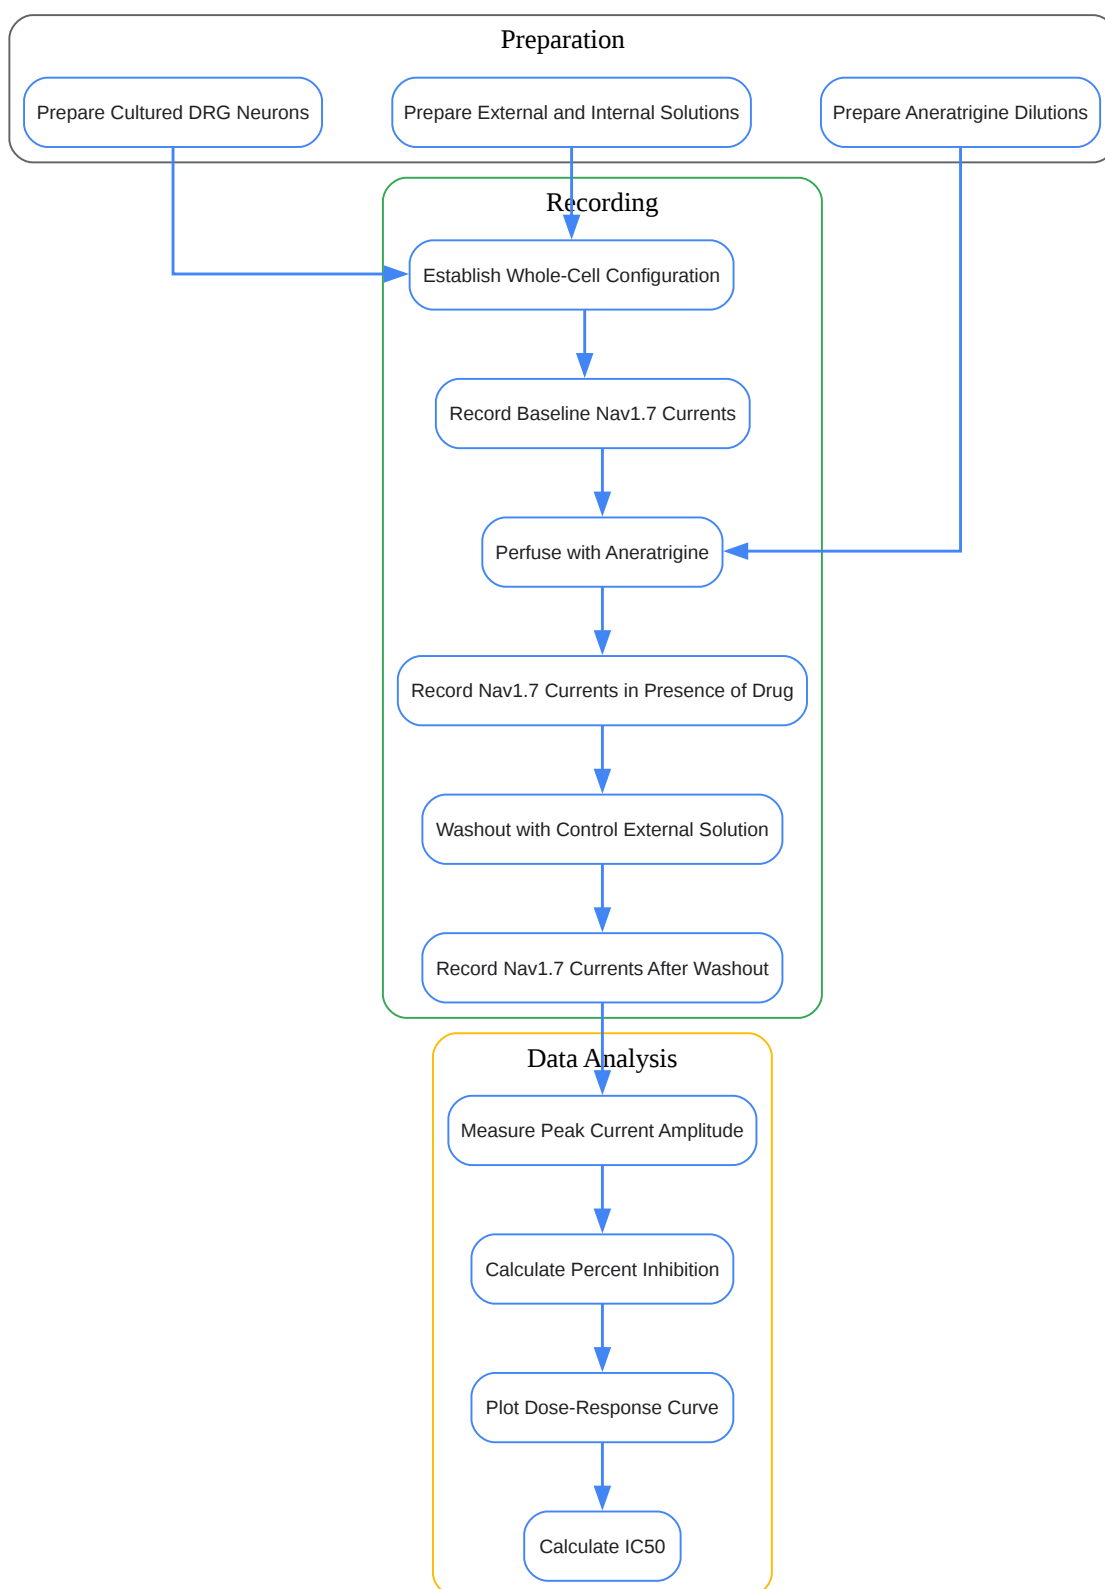 Preparation
Prepare Cultured DRG Neurons
Prepare External and Internal Solutions
Prepare Aneratrigine Dilutions
Recording
Establish Whole-Cell Configuration
Record Baseline Nav1.7 Currents
Perfuse with Aneratrigine
Record Nav1.7 Currents in Presence of Drug
Washout with Control External Solution
Record Nav1.7 Currents After Washout
Data Analysis
Measure Peak Current Amplitude
Calculate Percent Inhibition
Plot Dose-Response Curve
Calculate IC50